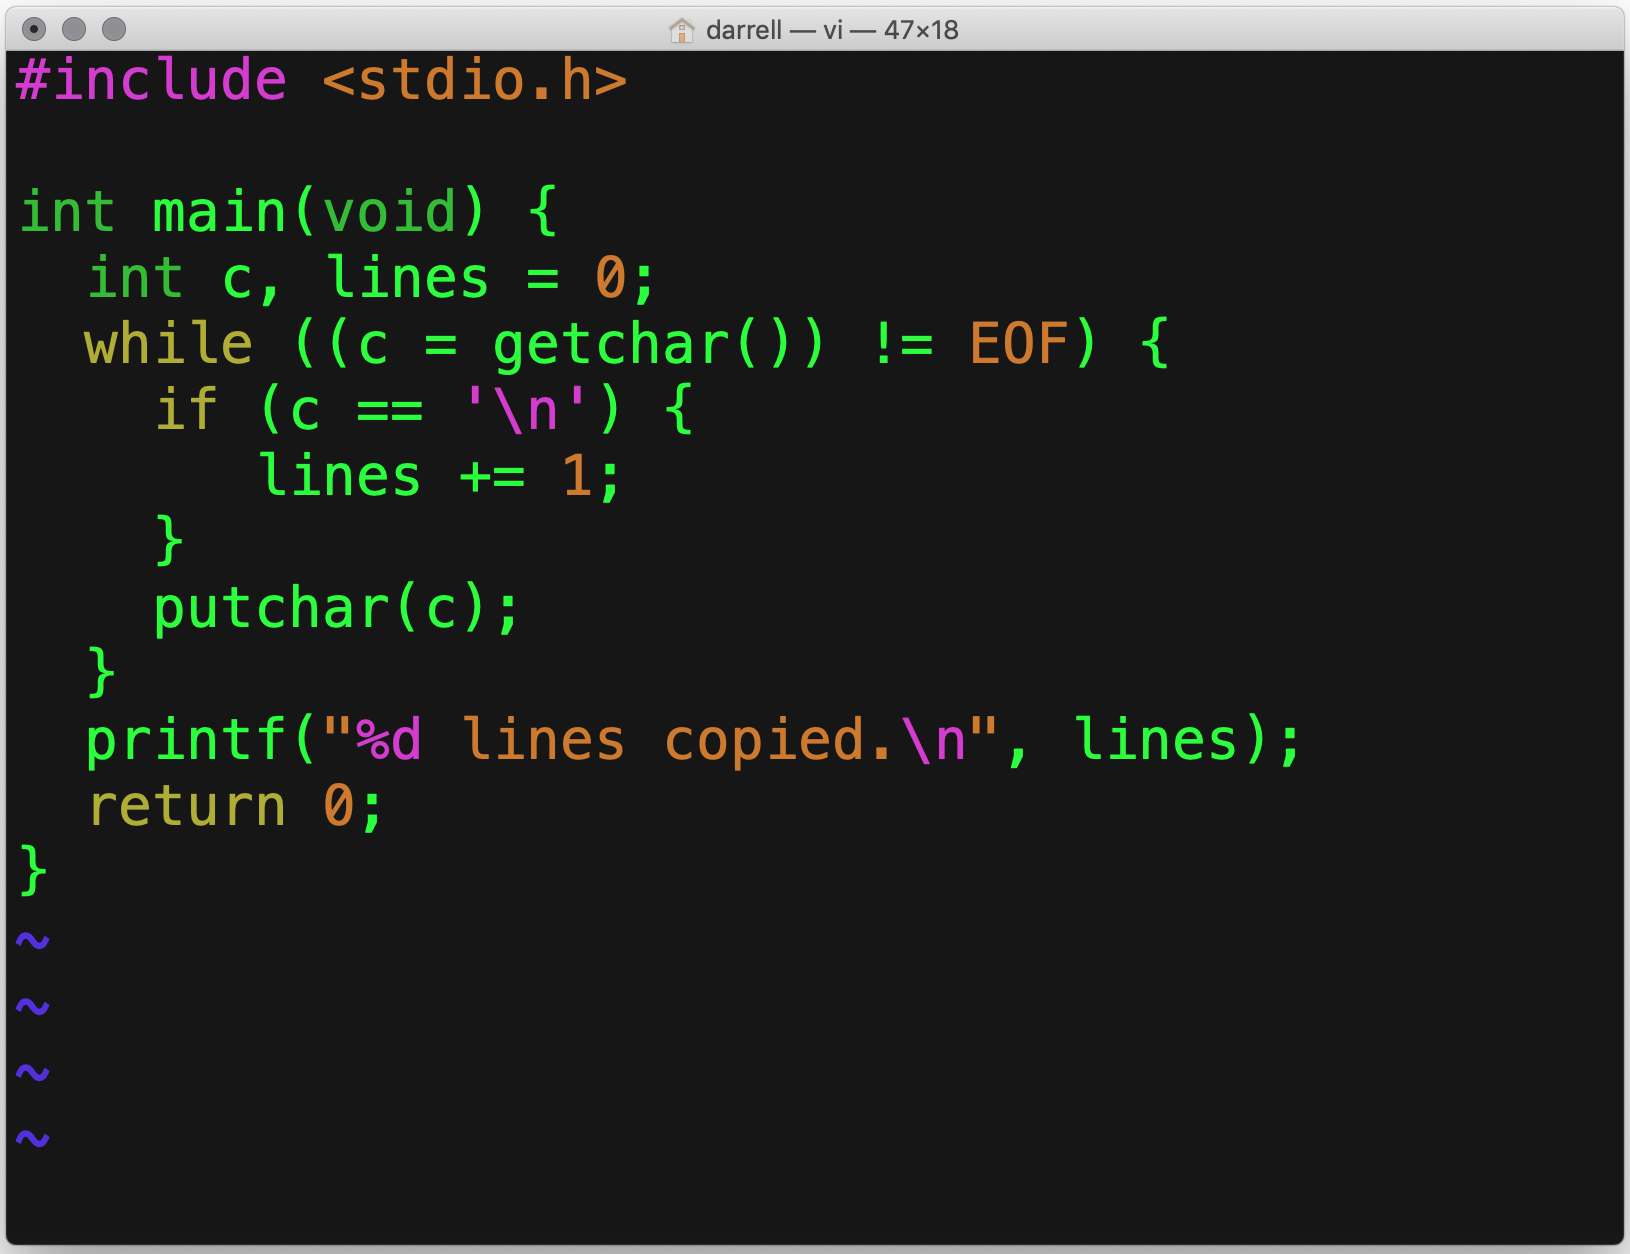 darrell — vi — 47×18
#include <stdio.h>

int main(void) {
  int c, lines = 0;
  while ((c = getchar()) != EOF) {
    if (c == '\n') {
       lines += 1;
    }
    putchar(c);
  }
  printf("%d lines copied.\n", lines);
  return 0;
}
~
~
~
~